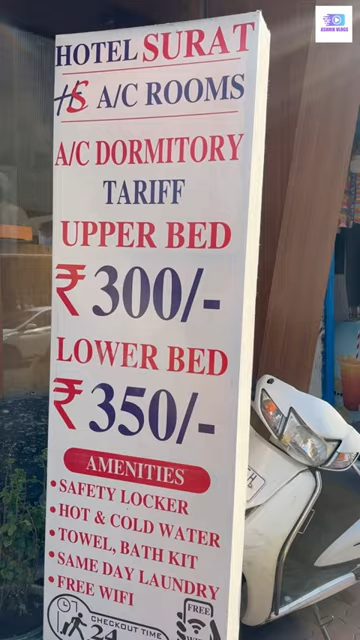 HOTEL SURAT
HS A/C ROOMS
A/C DORMITORY
TARIFF
UPPER BED
₹300/-
LOWER BED
₹350/-
AMENITIES
• SAFETY LOCKER
• HOT & COLD WATER
• TOWEL, BATH KIT
• SAME DAY LAUNDRY
• FREE WIFI
CHECKOUT TIME
24
FREE